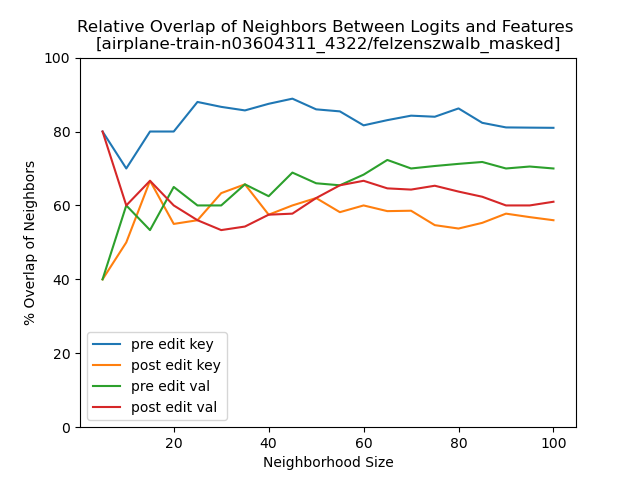 Relative Overlap of Neighbors Between Logits and Features
[airplane-train-n03604311_4322/felzenszwalb_masked]
100
80
60
40
20
0
% Overlap of Neighbors
pre edit key
post edit key
pre edit val
post edit val
20 40 60 80 100
Neighborhood Size